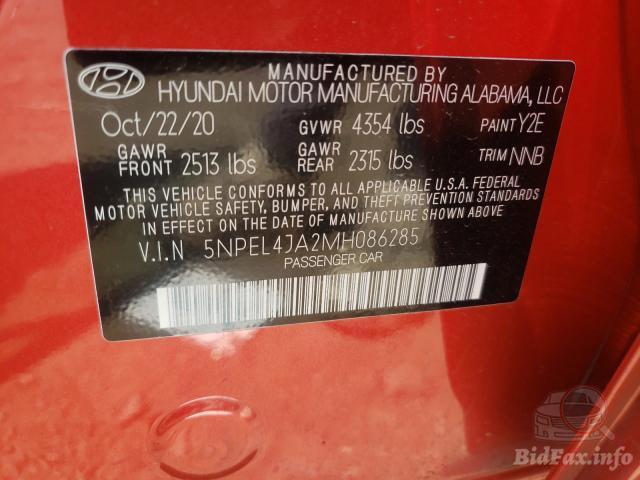 MANUFACTURED BY
HYUNDAI MOTOR MANUFACTURING ALABAMA, LLC
Oct/22/20 GVWR 4354 lbs PAINT Y2E
GAWR FRONT 2513 lbs GAWR REAR 2315 lbs TRIM NNB
THIS VEHICLE CONFORMS TO ALL APPLICABLE U.S.A. FEDERAL
MOTOR VEHICLE SAFETY, BUMPER, AND THEFT PREVENTION STANDARDS
IN EFFECT ON THE DATE OF MANUFACTURE SHOWN ABOVE
V.I.N 5NPEL4JA2MH086285
PASSENGER CAR
BidFax.info